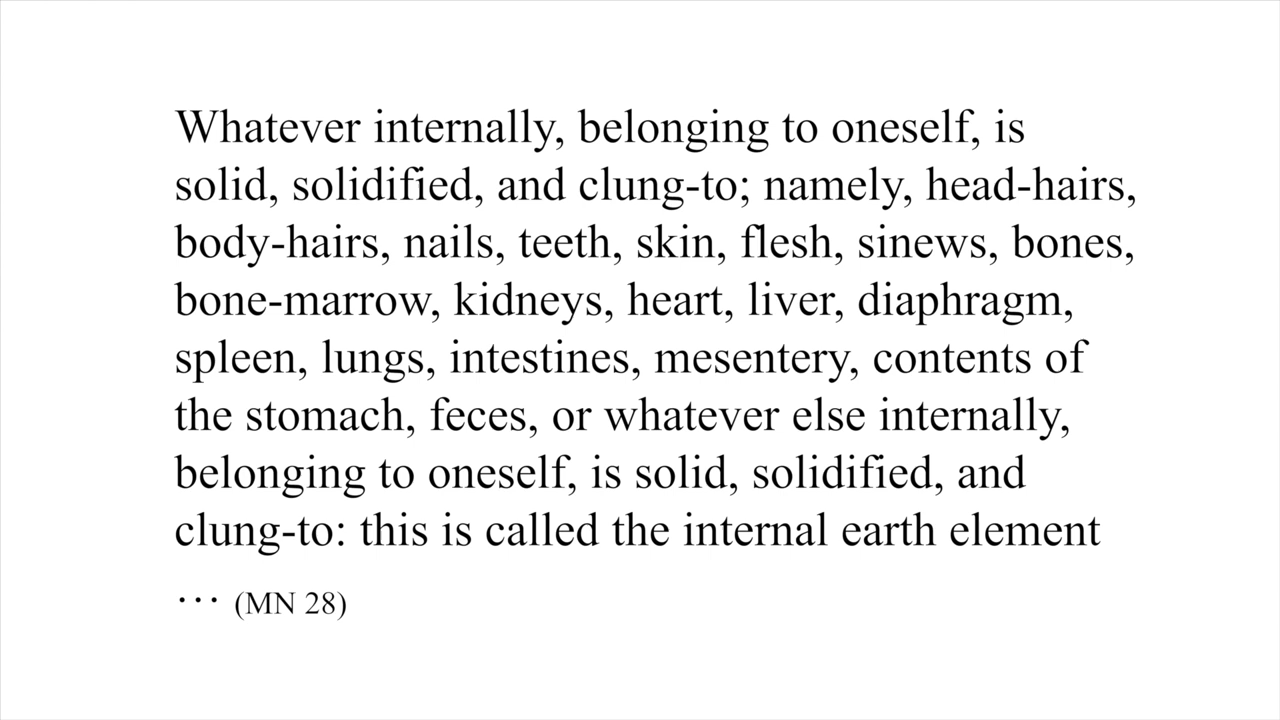 Whatever internally, belonging to oneself, is
solid, solidified, and clung-to; namely, head-hairs,
body-hairs, nails, teeth, skin, flesh, sinews, bones,
bone-marrow, kidneys, heart, liver, diaphragm,
spleen, lungs, intestines, mesentery, contents of
the stomach, feces, or whatever else internally,
belonging to oneself, is solid, solidified, and
clung-to: this is called the internal earth element
··· (MN 28)